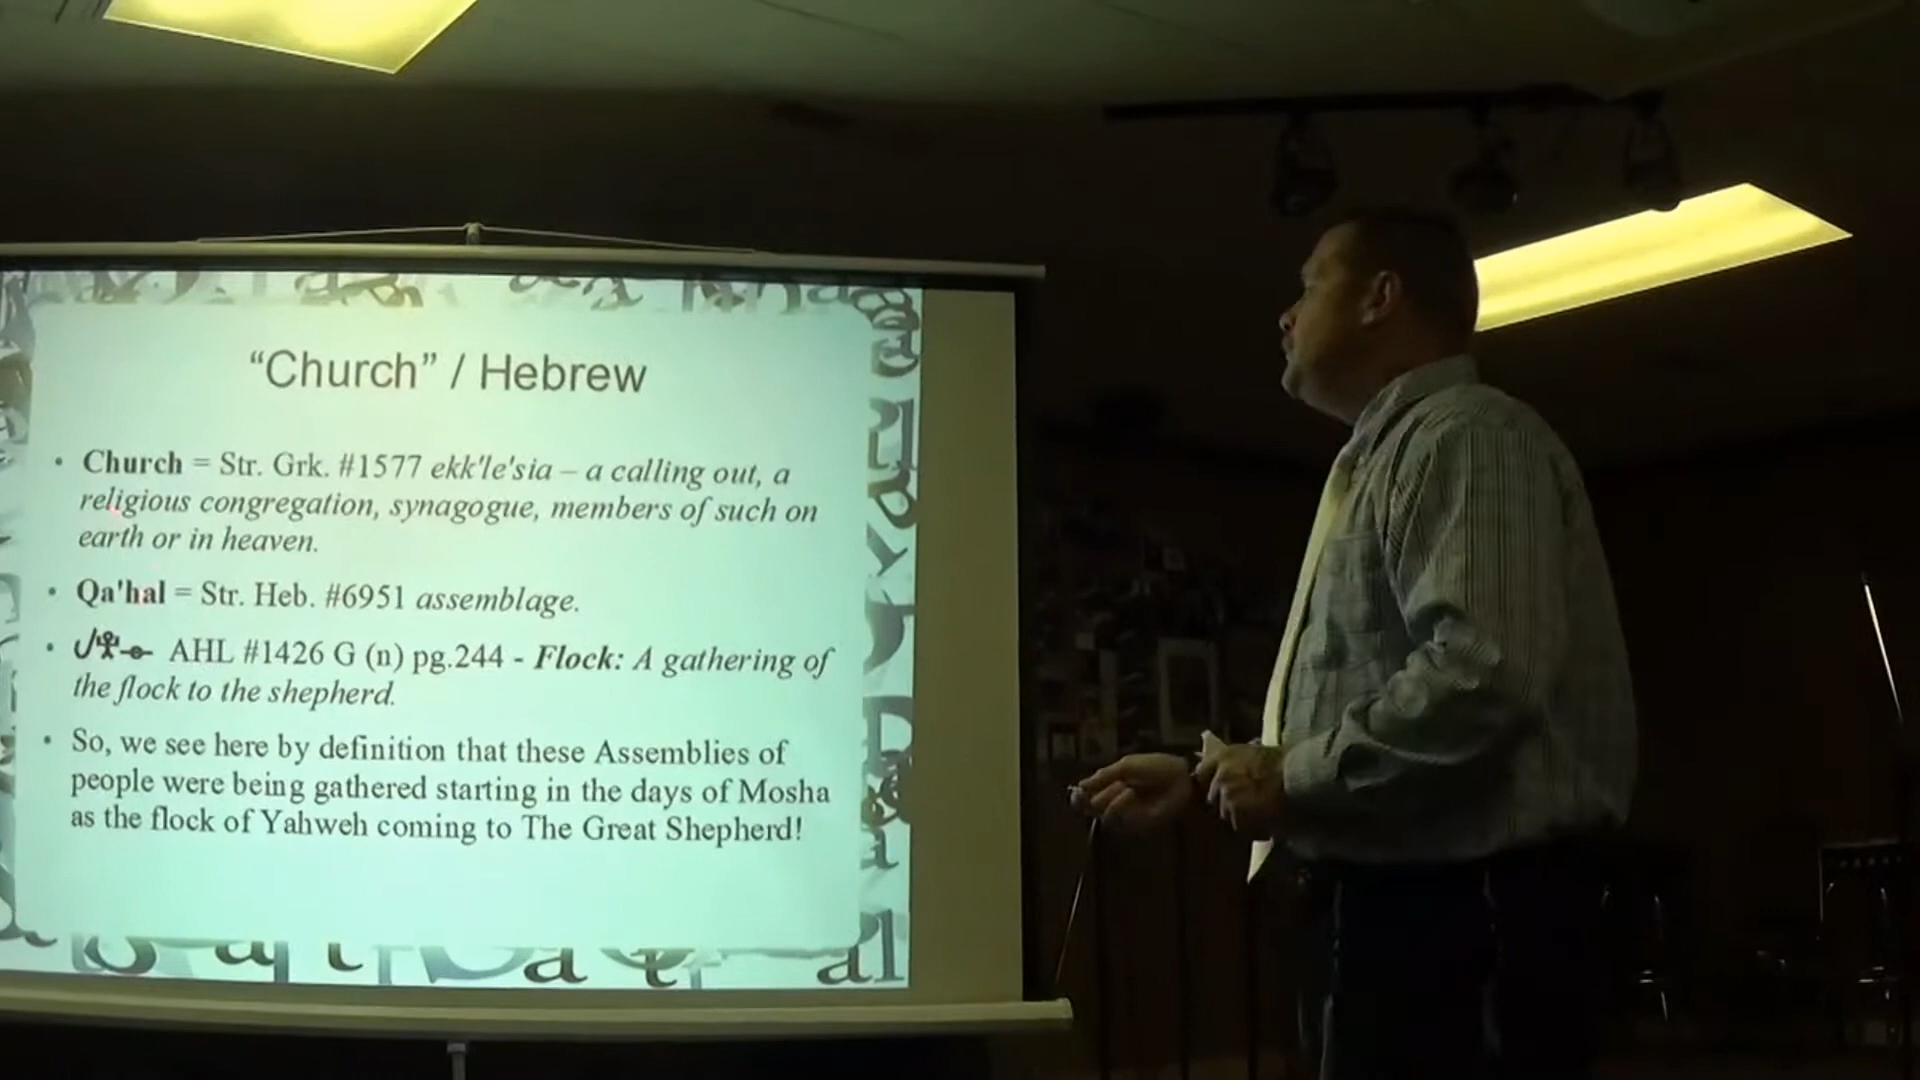 “Church” / Hebrew
• Church = Str. Grk. #1577 ekk'le'sia – a calling out, a
religious congregation, synagogue, members of such on
earth or in heaven.
• Qa'hal = Str. Heb. #6951 assemblage.
• AHL #1426 G (n) pg.244 - Flock: A gathering of
the flock to the shepherd.
• So, we see here by definition that these Assemblies of
people were being gathered starting in the days of Mosha
as the flock of Yahweh coming to The Great Shepherd!